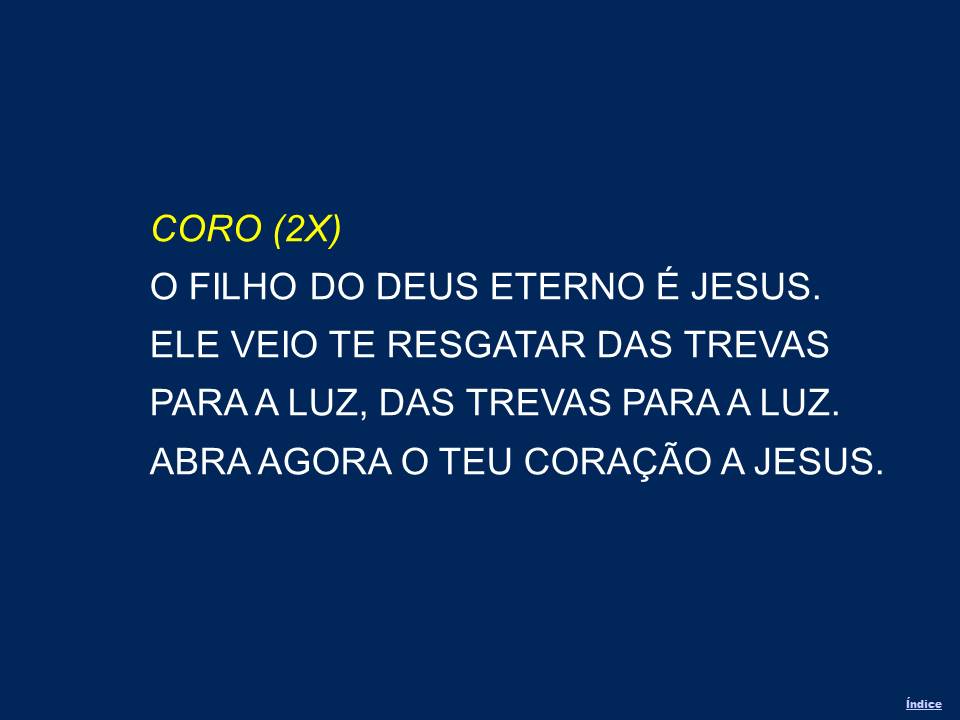 CORO (2X)
O FILHO DO DEUS ETERNO É JESUS.
ELE VEIO TE RESGATAR DAS TREVAS
PARA A LUZ, DAS TREVAS PARA A LUZ.
ABRA AGORA O TEU CORAÇÃO A JESUS.
Índice